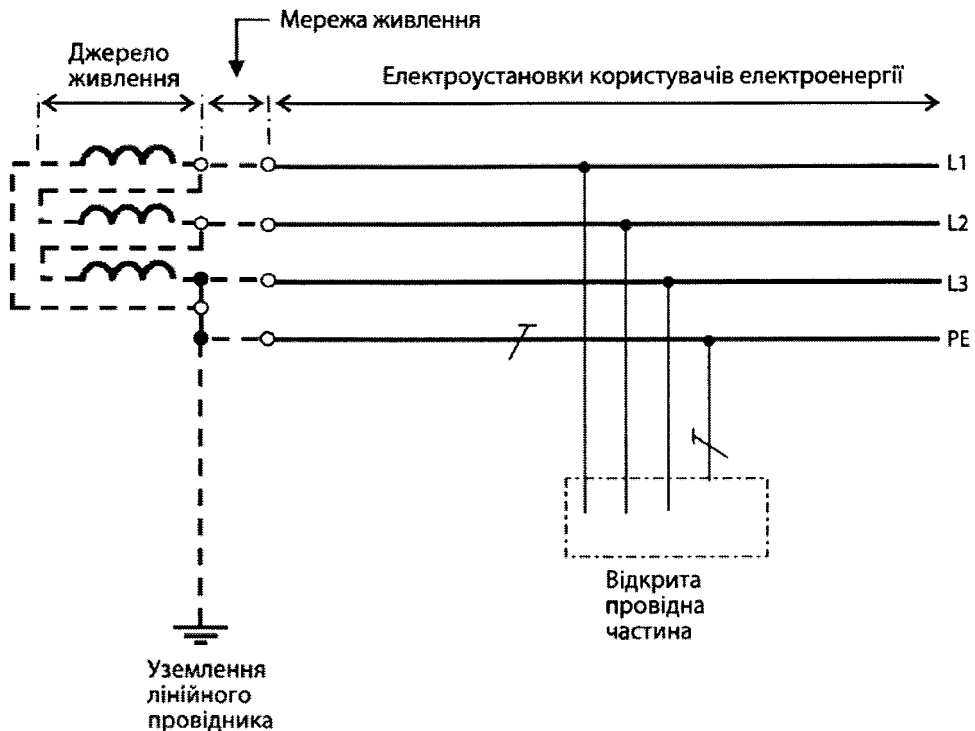 Мережа живлення
Джерело
живлення
Електроустановки користувачів електроенергії
L1
L2
L3
PE
Відкрита
провідна
частина
Уземлення
лінійного
провідника